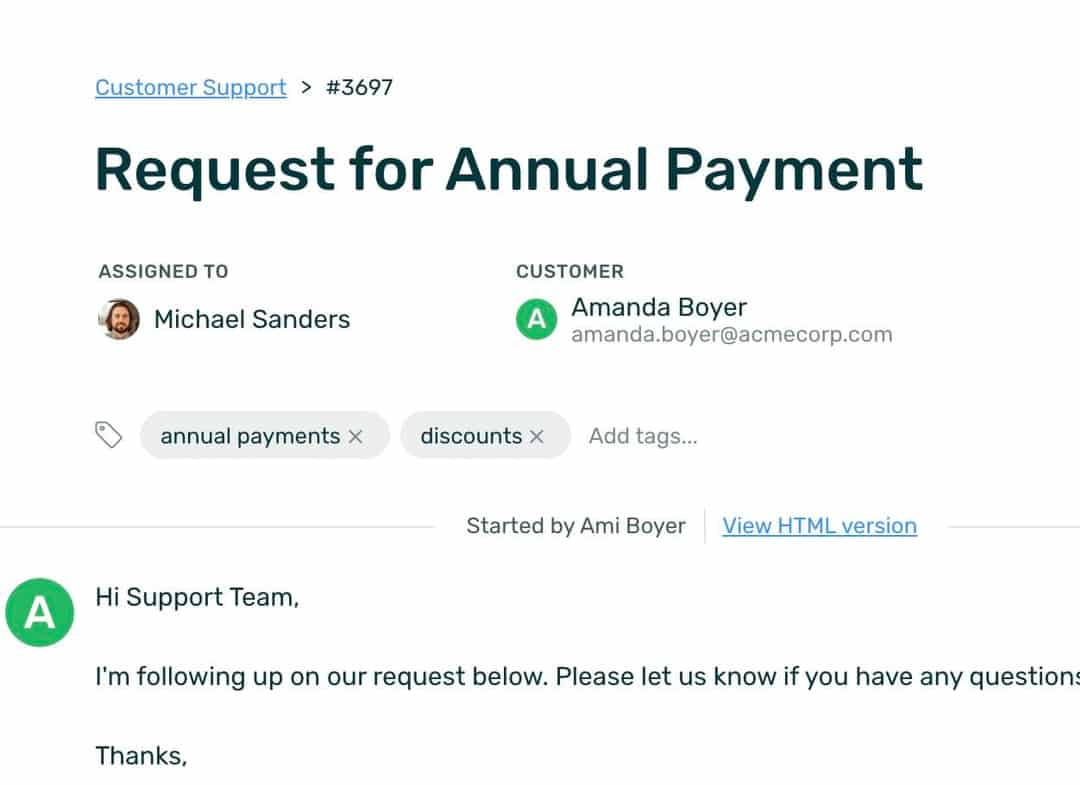 Customer Support > #3697
Request for Annual Payment
ASSIGNED TO
Michael Sanders
CUSTOMER
A
Amanda Boyer
amanda.boyer@acmecorp.com
annual payments × discounts × Add tags...
Started by Ami Boyer View HTML version
A
Hi Support Team,
I'm following up on our request below. Please let us know if you have any questions
Thanks,